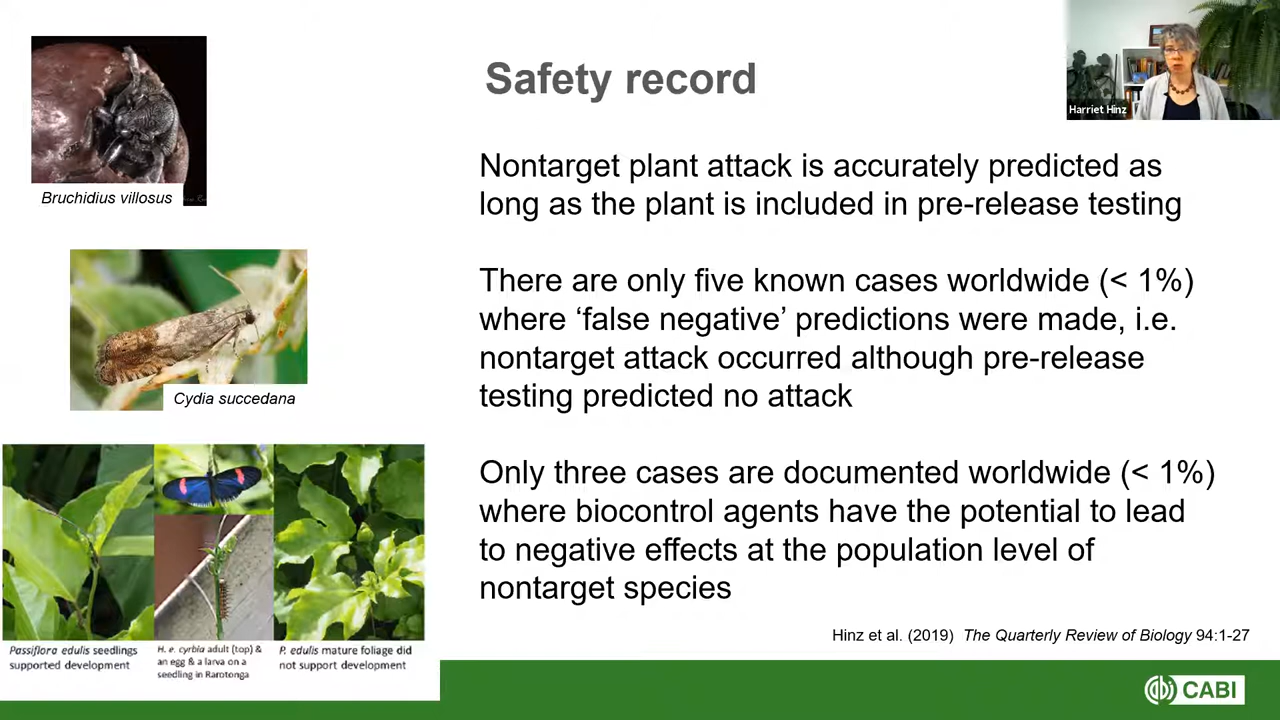 Safety record
Harriet Hinz
Bruchidius villosus
Nontarget plant attack is accurately predicted as
long as the plant is included in pre-release testing
There are only five known cases worldwide (< 1%)
where ‘false negative’ predictions were made, i.e.
nontarget attack occurred although pre-release
testing predicted no attack
Cydia succedana
Only three cases are documented worldwide (< 1%)
where biocontrol agents have the potential to lead
to negative effects at the population level of
nontarget species
Hinz et al. (2019) The Quarterly Review of Biology 94:1-27
Passiflora edulis seedlings
supported development
H. e. cyrbia adult (top) &
an egg & a larva on a
seedling in Rarotonga
P. edulis mature foliage did
not support development
CABI